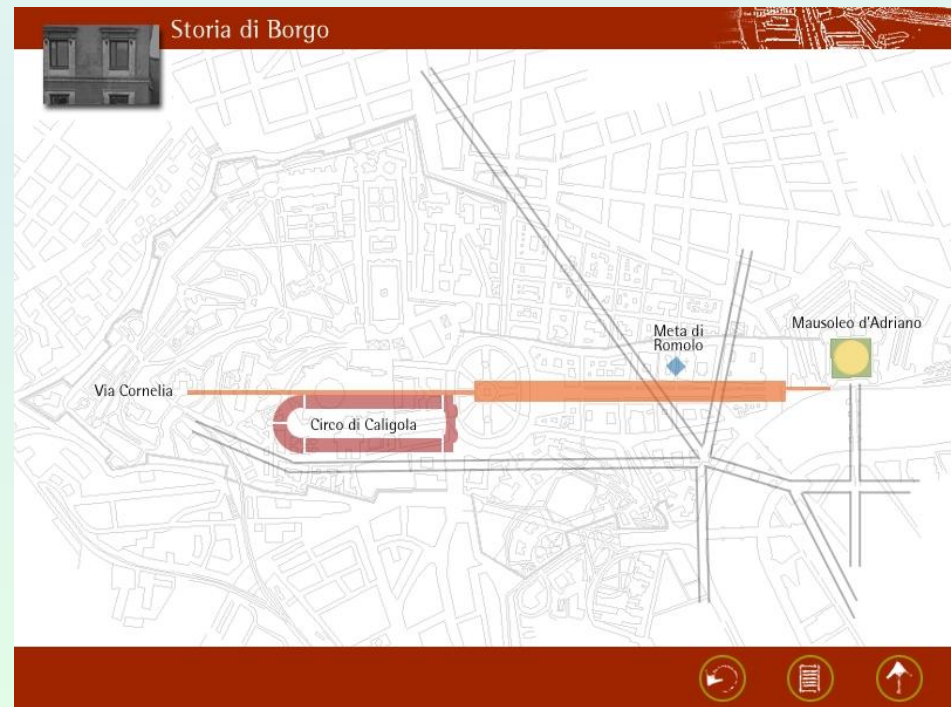 Storia di Borgo
Mausoleo d'Adriano
Meta di
Romolo
Via Cornelia
Circo di Caligola